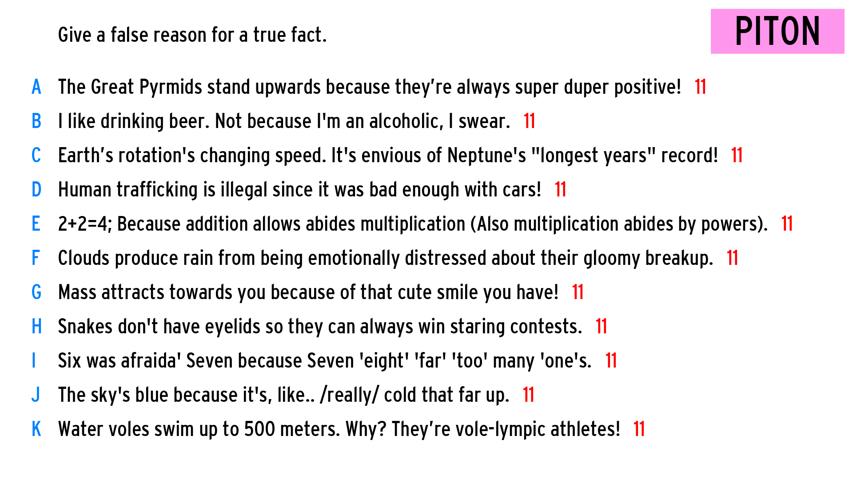 Give a false reason for a true fact.
PITON
A The Great Pyrmids stand upwards because they're always super duper positive! 11
B I like drinking beer. Not because I'm an alcoholic, I swear. 11
C Earth's rotation's changing speed. It's envious of Neptune's "longest years" record! 11
D Human trafficking is illegal since it was bad enough with cars! 11
E 2+2=4; Because addition allows abides multiplication (Also multiplication abides by powers). 11
F Clouds produce rain from being emotionally distressed about their gloomy breakup. 11
G Mass attracts towards you because of that cute smile you have! 11
H Snakes don't have eyelids so they can always win staring contests. 11
I Six was afraida' Seven because Seven 'eight' 'far' 'too' many 'one's. 11
J The sky's blue because it's, like.. /really/ cold that far up. 11
K Water voles swim up to 500 meters. Why? They're vole-lympic athletes! 11